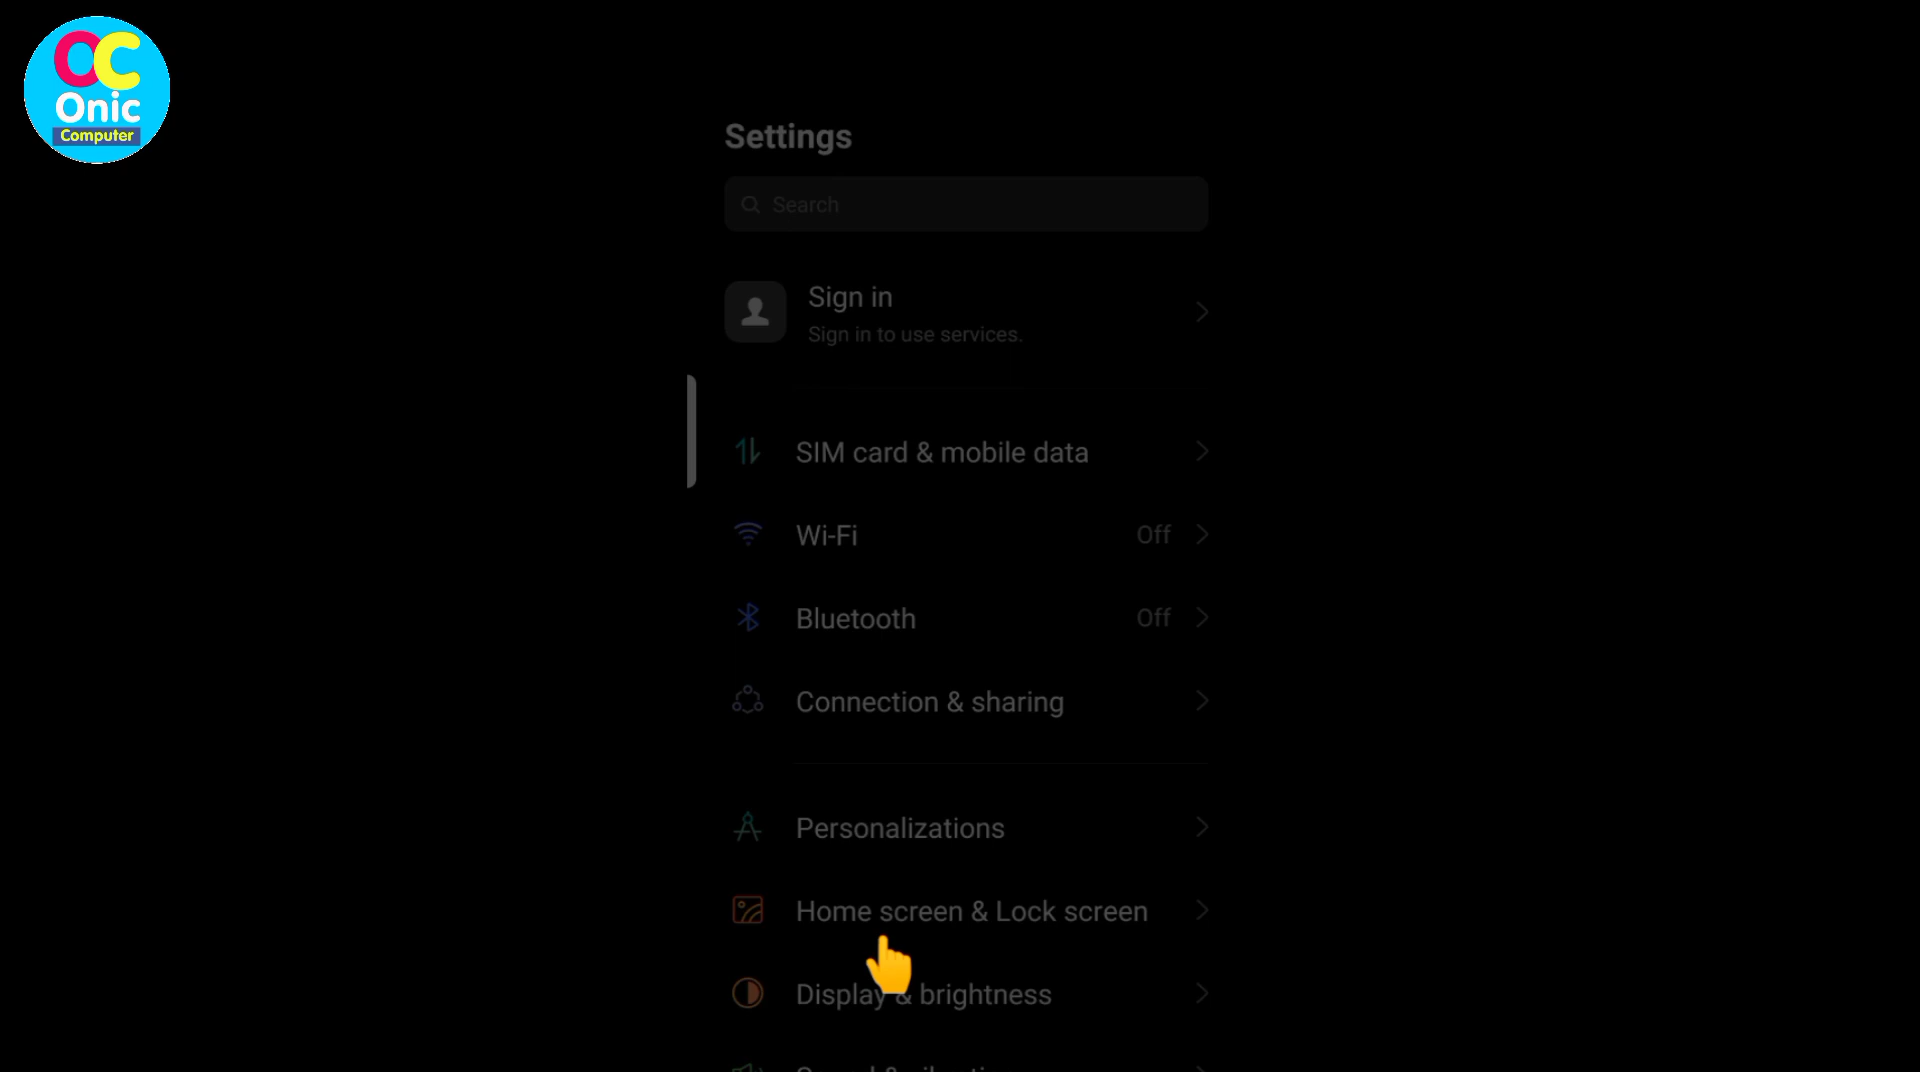 OC
Onic
Computer
Settings
Search
Sign in
Sign in to use services.
SIM card & mobile data
Wi-Fi
Off
Bluetooth
Off
Connection & sharing
Personalizations
Home screen & Lock screen
Display & brightness